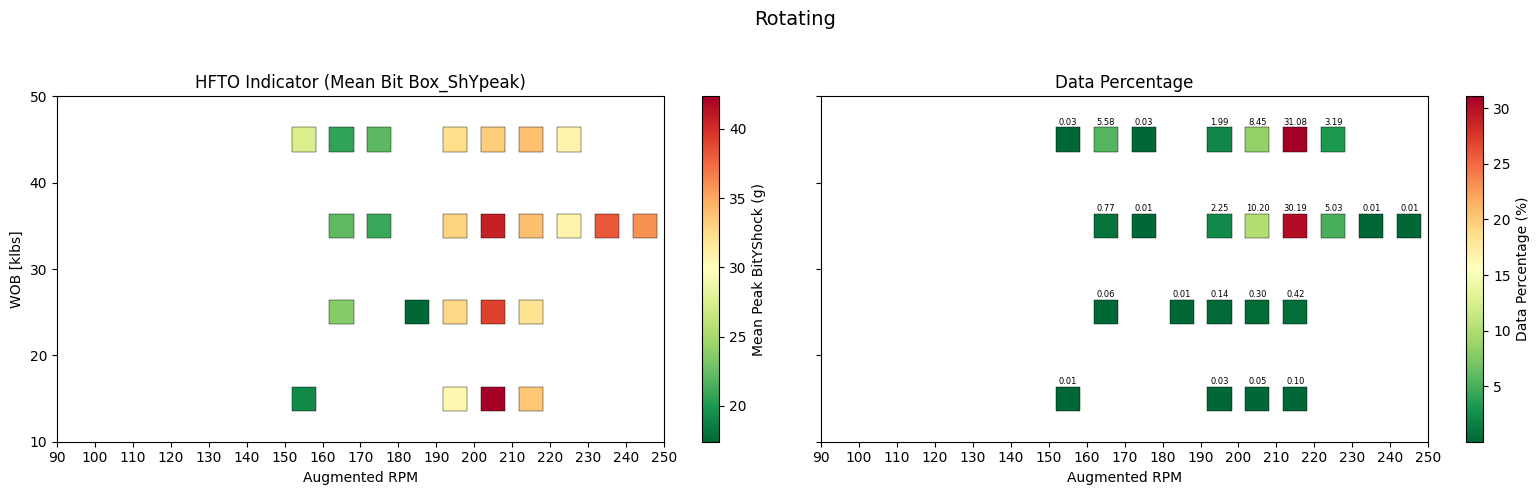 Rotating
HFTO Indicator (Mean Bit Box_ShYpeak)
50
40
30
20
10
WOB [klbs]
90 100 110 120 130 140 150 160 170 180 190 200 210 220 230 240 250
Augmented RPM
40
35
30
25
20
Mean Peak BitYShock (g)
Data Percentage
0.03 5.58 0.03 1.99 8.45 31.08 3.19
0.77 0.01 2.25 10.20 30.19 5.03 0.01 0.01
0.06 0.01 0.14 0.30 0.42
0.01 0.03 0.05 0.10
90 100 110 120 130 140 150 160 170 180 190 200 210 220 230 240 250
Augmented RPM
30
25
20
15
10
5
Data Percentage (%)